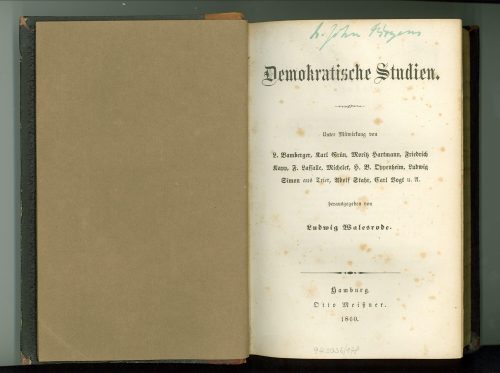 Demokratische Studien.
Unter Mitwirkung von
L. Bamberger, Karl Grün, Moritz Hartmann, Friedrich
Kapp, F. Lassalle, Michelet, H. B. Oppenheim, Ludwig
Simon aus Trier, Adolf Stahr, Carl Vogt u. A.
herausgegeben von
Ludwig Walesrode.
Hamburg.
Otto Meißner.
1860.